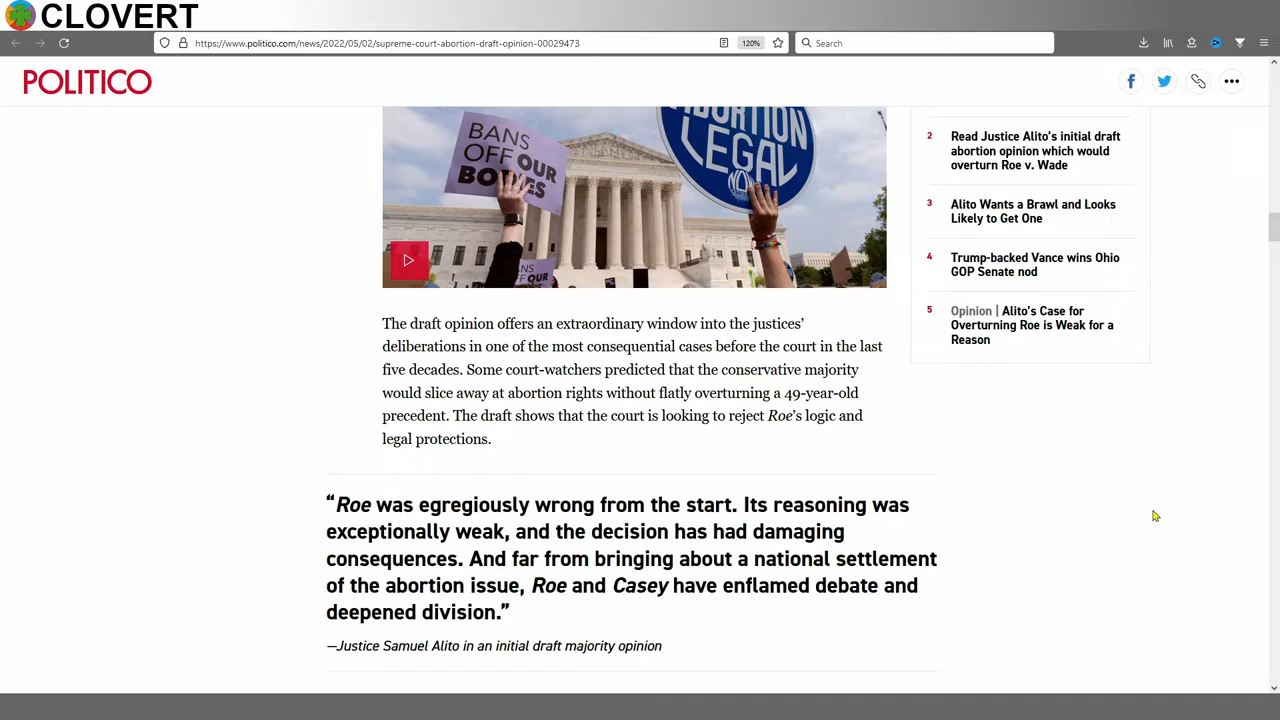 CLOVERT
https://www.politico.com/news/2022/05/02/supreme-court-abortion-draft-opinion-00029473
120%
Search
POLITICO
BANS
OFF OUR
BANS
OFF OUR
ABORTION
LEGAL
2 Read Justice Alito's initial draft
abortion opinion which would
overturn Roe v. Wade
3 Alito Wants a Brawl and Looks
Likely to Get One
4 Trump-backed Vance wins Ohio
GOP Senate nod
5 Opinion | Alito's Case for
Overturning Roe is Weak for a
Reason
The draft opinion offers an extraordinary window into the justices'
deliberations in one of the most consequential cases before the court in the last
five decades. Some court-watchers predicted that the conservative majority
would slice away at abortion rights without flatly overturning a 49-year-old
precedent. The draft shows that the court is looking to reject Roe's logic and
legal protections.
“Roe was egregiously wrong from the start. Its reasoning was
exceptionally weak, and the decision has had damaging
consequences. And far from bringing about a national settlement
of the abortion issue, Roe and Casey have enflamed debate and
deepened division.”
—Justice Samuel Alito in an initial draft majority opinion